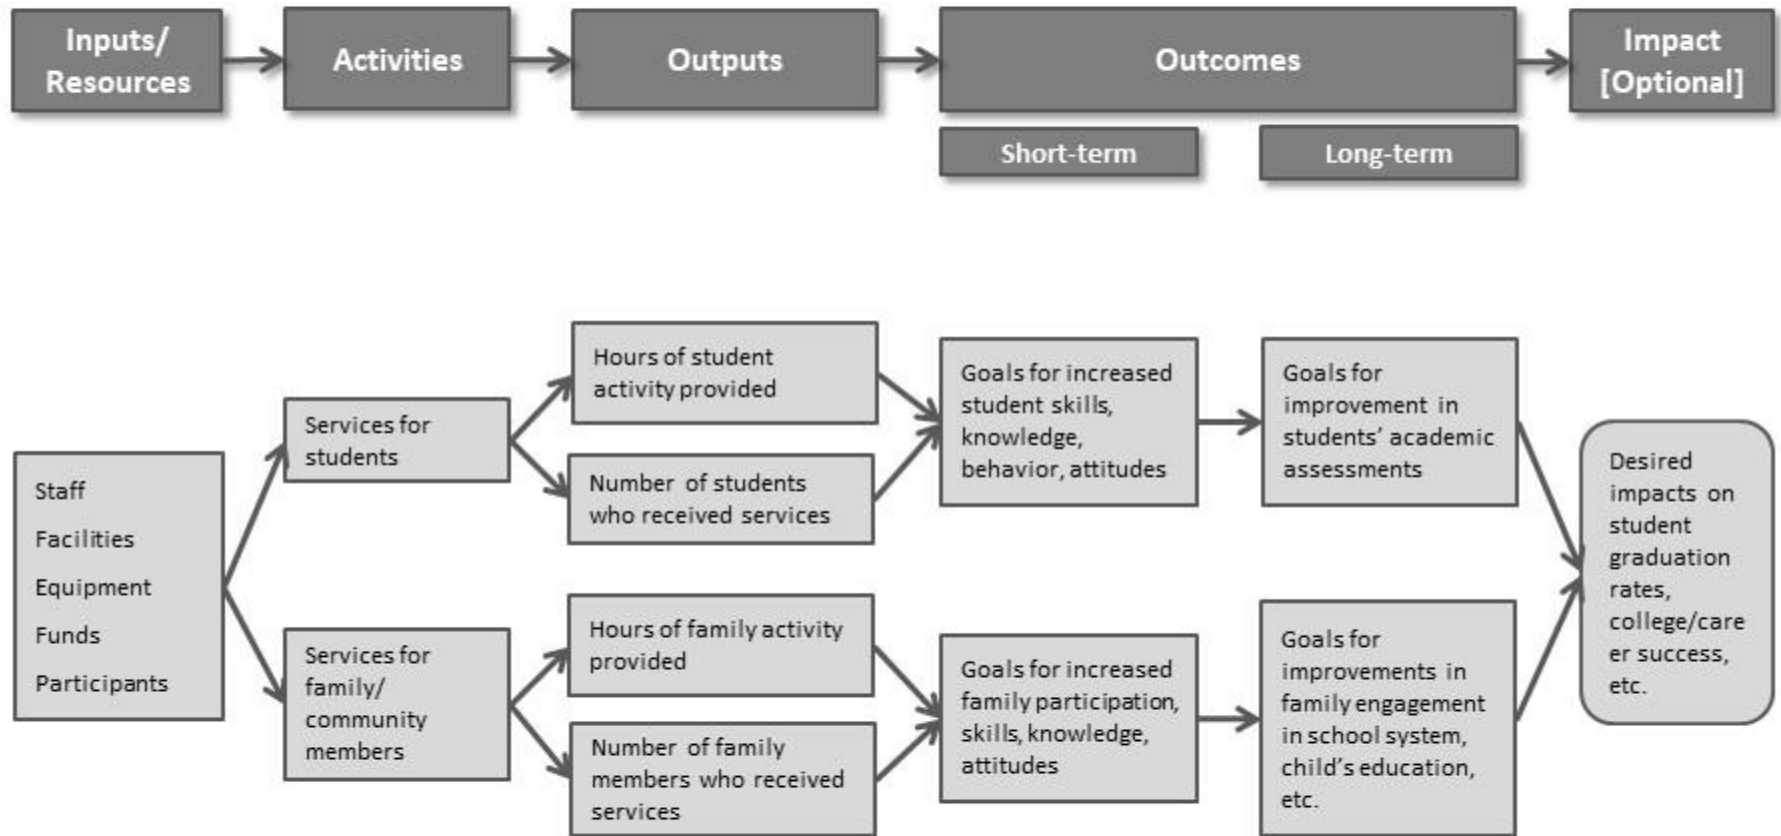 Inputs/
Resources
Activities
Outputs
Outcomes
Impact
[Optional]
Short-term
Long-term
Staff
Facilities
Equipment
Funds
Participants
Services for
students
Services for
family/
community
members
Hours of student
activity provided
Number of students
who received services
Hours of family activity
provided
Number of family
members who received
services
Goals for increased
student skills,
knowledge,
behavior, attitudes
Goals for increased
family participation,
skills, knowledge,
attitudes
Goals for
improvement in
students’ academic
assessments
Goals for
improvements in
family engagement
in school system,
child’s education,
etc.
Desired
impacts on
student
graduation
rates,
college/care
er success,
etc.